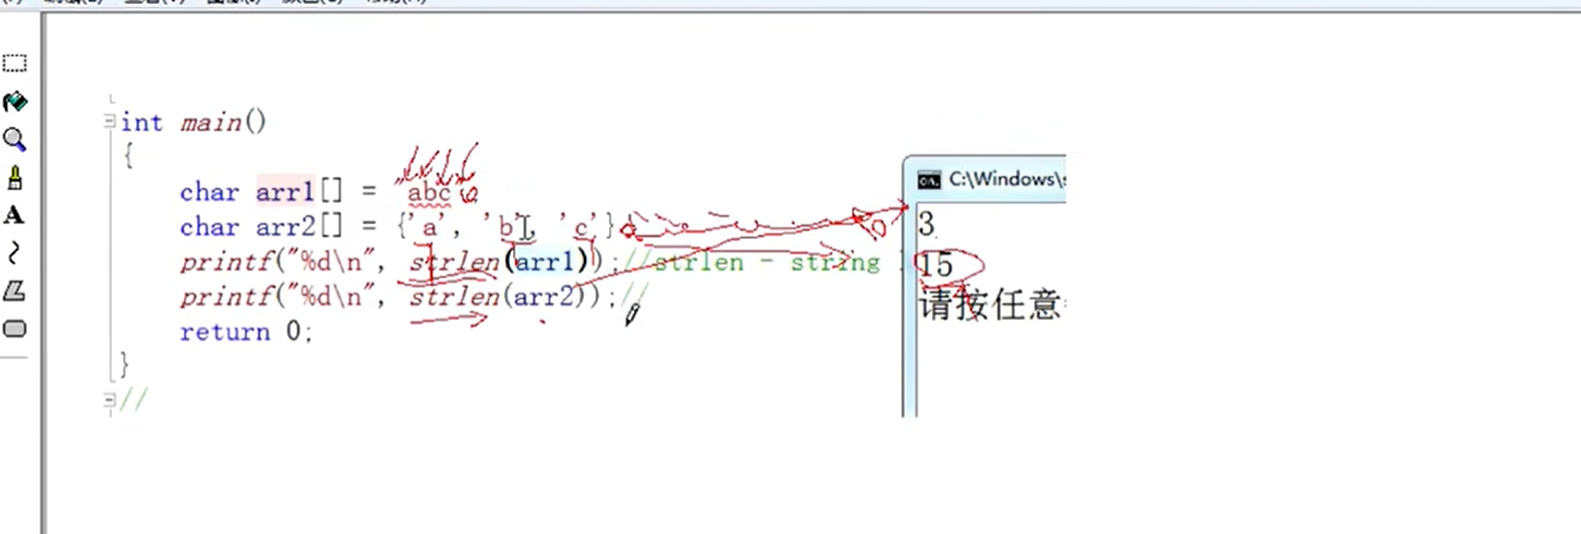 int main()
{
char arr1[] = "abc"
char arr2[] = {'a', 'b', 'c'}
printf("%d\n", strlen(arr1));//strlen - string
printf("%d\n", strlen(arr2));//
return 0;
}
//
C:\Windows\s
3
15
请按任意